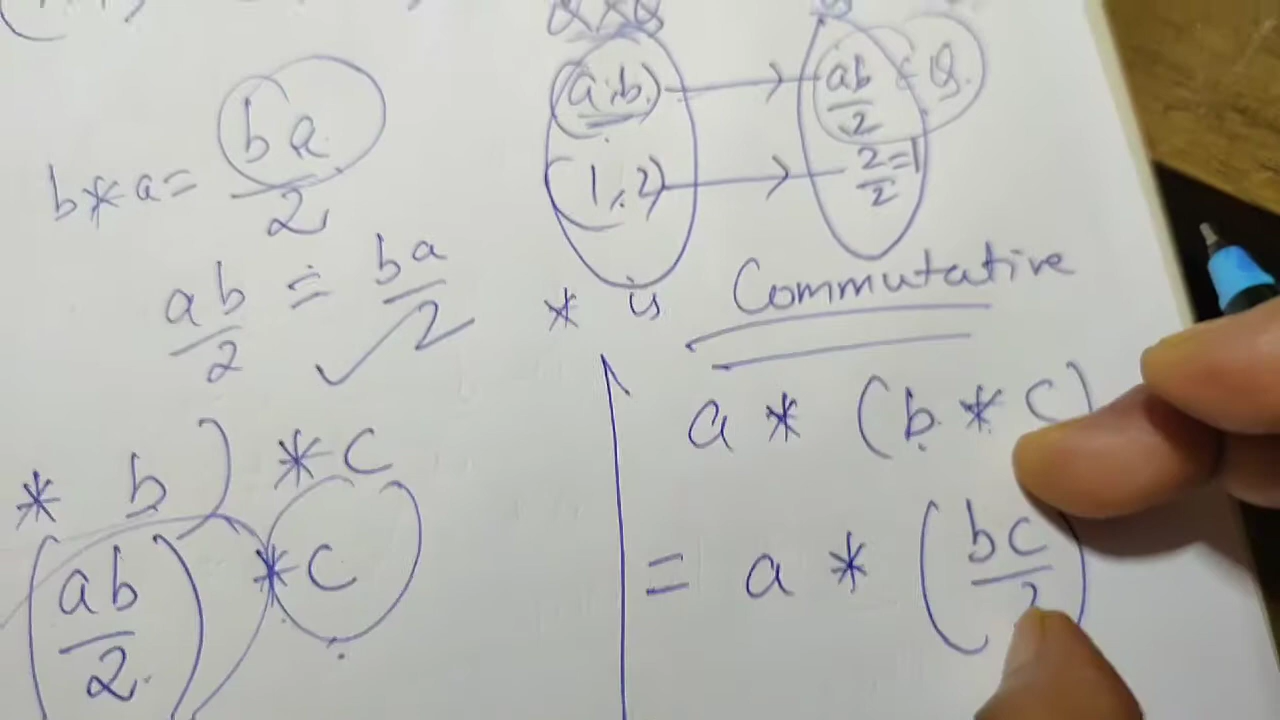 Q×Q
(a.b) → ab/2 = Q.
b*a = ba/2
(1,2) → 2/2=1
ab/2 = ba/2
* is Commutative
* b) *C
a * (b * C)
(ab/2) *C
= a * (bC/2)